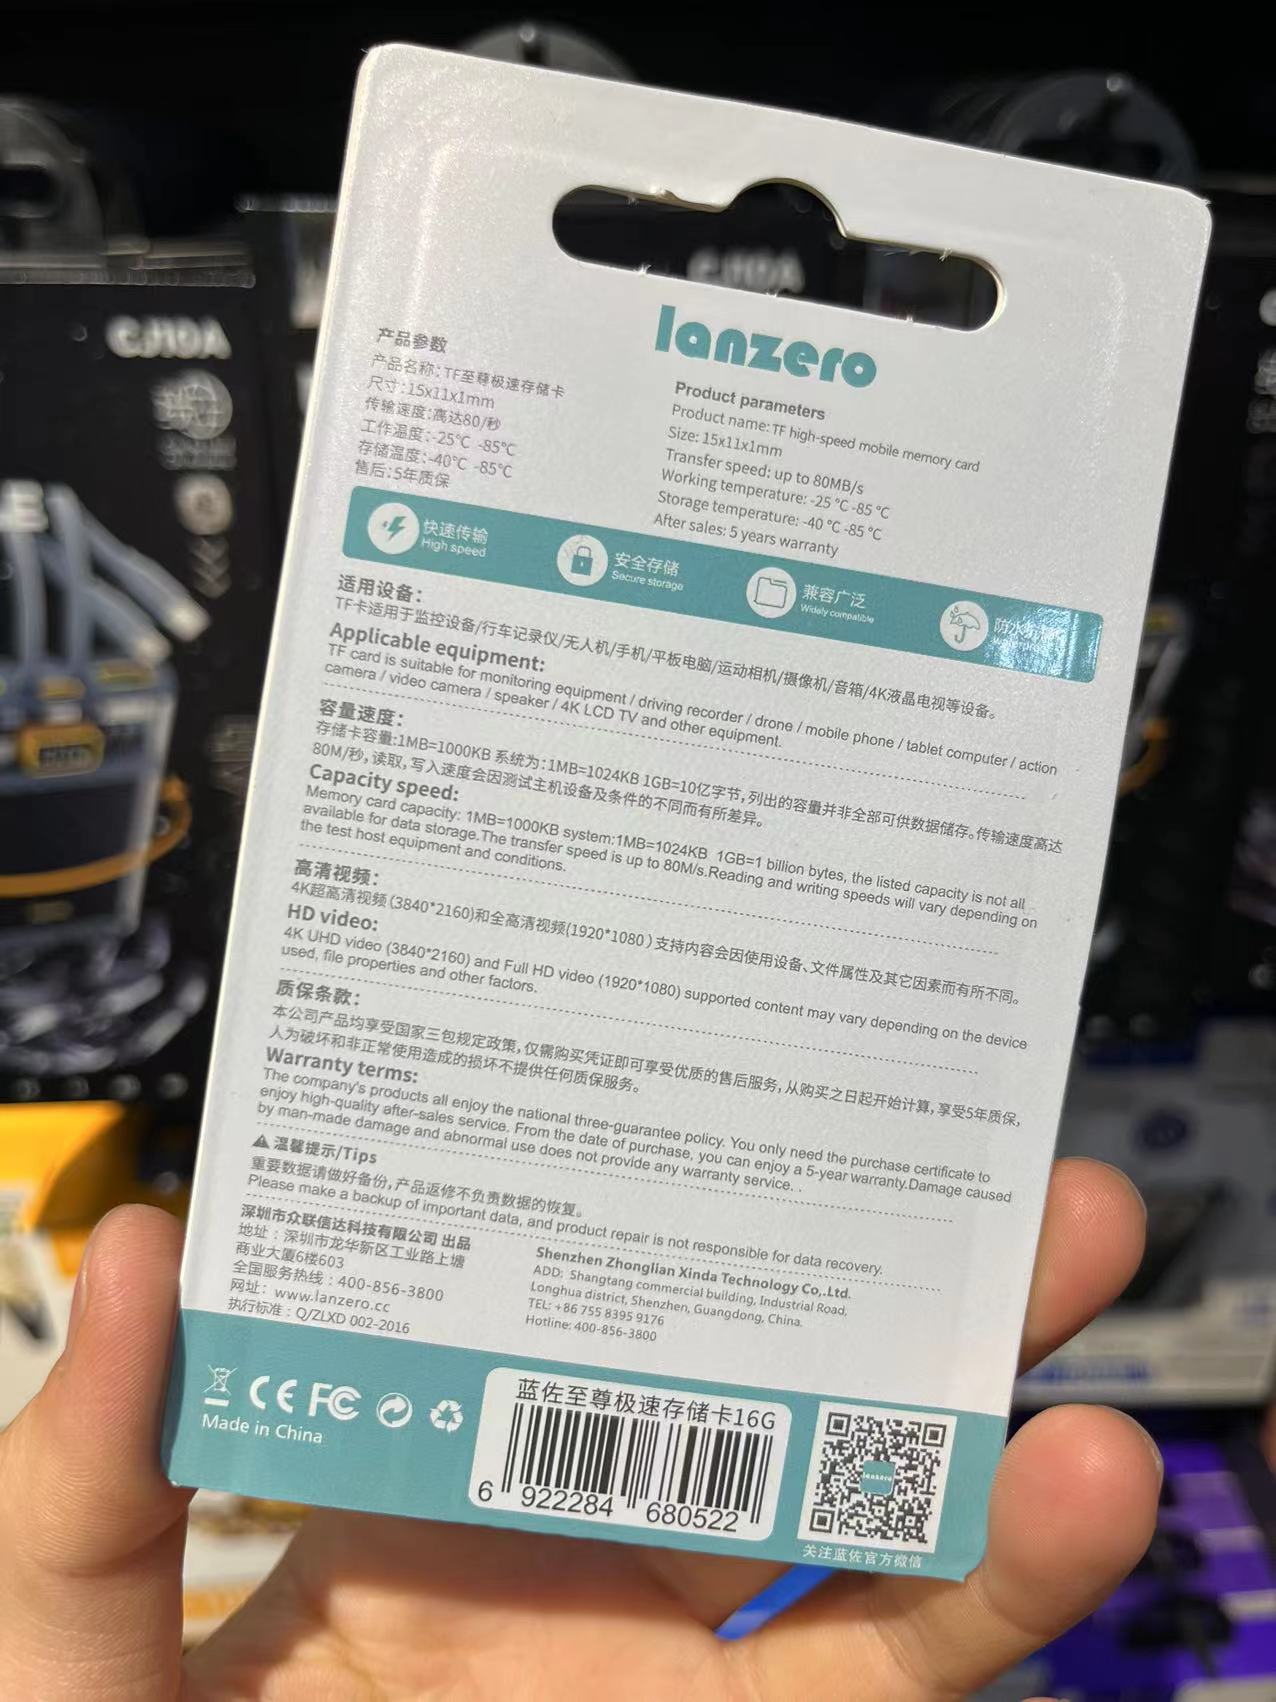 lanzero
产品参数
产品名称：TF至尊极速存储卡
尺寸：15x11x1mm
传输速度：高达80/秒
工作温度：-25℃ -85℃
存储温度：-40℃ -85℃
售后：5年质保
Product parameters
Product name: TF high-speed mobile memory card
Size: 15x11x1mm
Transfer speed: up to 80MB/s
Working temperature: -25 ℃ -85 ℃
Storage temperature: -40 ℃ -85 ℃
After sales: 5 years warranty
快速传输
High speed
安全存储
Secure storage
兼容广泛
Widely compatible
防水
适用设备：
TF卡适用于监控设备/行车记录仪/无人机/手机/平板电脑/运动相机/摄像机/音箱/4K液晶电视等设备。
Applicable equipment:
TF card is suitable for monitoring equipment / driving recorder / drone / mobile phone / tablet computer / action
camera / video camera / speaker / 4K LCD TV and other equipment.
容量速度：
存储卡容量:1MB=1000KB 系统为:1MB=1024KB 1GB=10亿字节，列出的容量并非全部可供数据储存。传输速度高达
80M/秒，读取，写入速度会因测试主机设备及条件的不同而有所差异。
Capacity speed:
Memory card capacity: 1MB=1000KB system:1MB=1024KB 1GB=1 billion bytes, the listed capacity is not all
available for data storage.The transfer speed is up to 80M/s.Reading and writing speeds will vary depending on
the test host equipment and conditions.
高清视频：
4K超高清视频(3840*2160)和全高清视频(1920*1080)支持内容会因使用设备、文件属性及其它因素而有所不同。
HD video:
4K UHD video (3840*2160) and Full HD video (1920*1080) supported content may vary depending on the device
used, file properties and other factors.
质保条款：
本公司产品均享受国家三包规定政策，仅需购买凭证即可享受优质的售后服务，从购买之日起开始计算，享受5年质保，
人为破坏和非正常使用造成的损坏不提供任何质保服务。
Warranty terms:
The company's products all enjoy the national three-guarantee policy. You only need the purchase certificate to
enjoy high-quality after-sales service. From the date of purchase, you can enjoy a 5-year warranty.Damage caused
by man-made damage and abnormal use does not provide any warranty service. .
温馨提示/Tips
重要数据请做好备份，产品返修不负责数据的恢复。
Please make a backup of important data, and product repair is not responsible for data recovery.
深圳市众联信达科技有限公司 出品
地址：深圳市龙华新区工业路上塘
商业大厦6楼603
全国服务热线：400-856-3800
网址：www.lanzero.cc
执行标准：Q/ZLXD 002-2016
Shenzhen Zhonglian Xinda Technology Co,.Ltd.
ADD: Shangtang commercial building, Industrial Road,
Longhua district, Shenzhen, Guangdong, China.
TEL: +86 755 8395 9176
Hotline: 400-856-3800
CE FC
Made in China
蓝佐至尊极速存储卡16G
6 922284 680522
lanzero
关注蓝佐官方微信
CJ10A
CJ10A